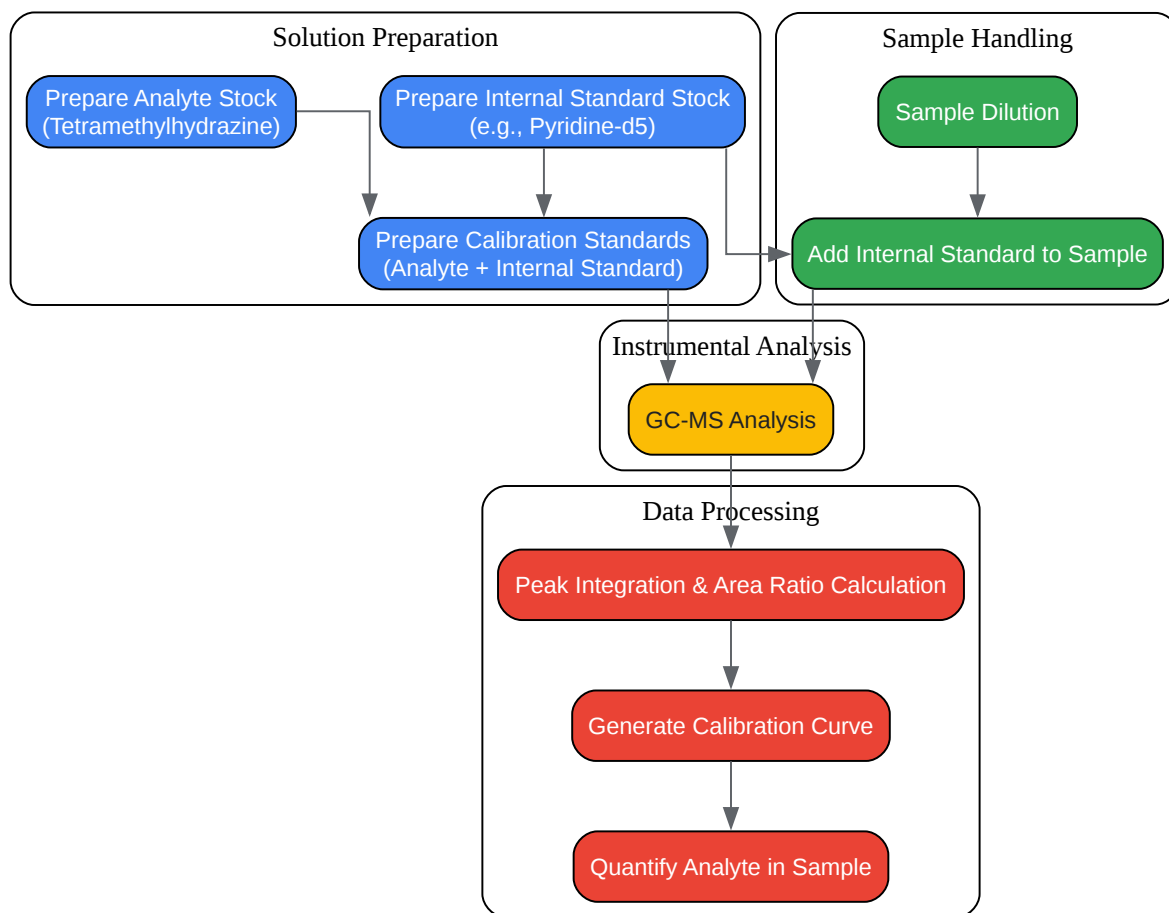 Solution Preparation
Prepare Analyte Stock
(Tetramethylhydrazine)
Prepare Internal Standard Stock
(e.g., Pyridine-d5)
Prepare Calibration Standards
(Analyte + Internal Standard)
Sample Handling
Sample Dilution
Add Internal Standard to Sample
Instrumental Analysis
GC-MS Analysis
Data Processing
Peak Integration & Area Ratio Calculation
Generate Calibration Curve
Quantify Analyte in Sample